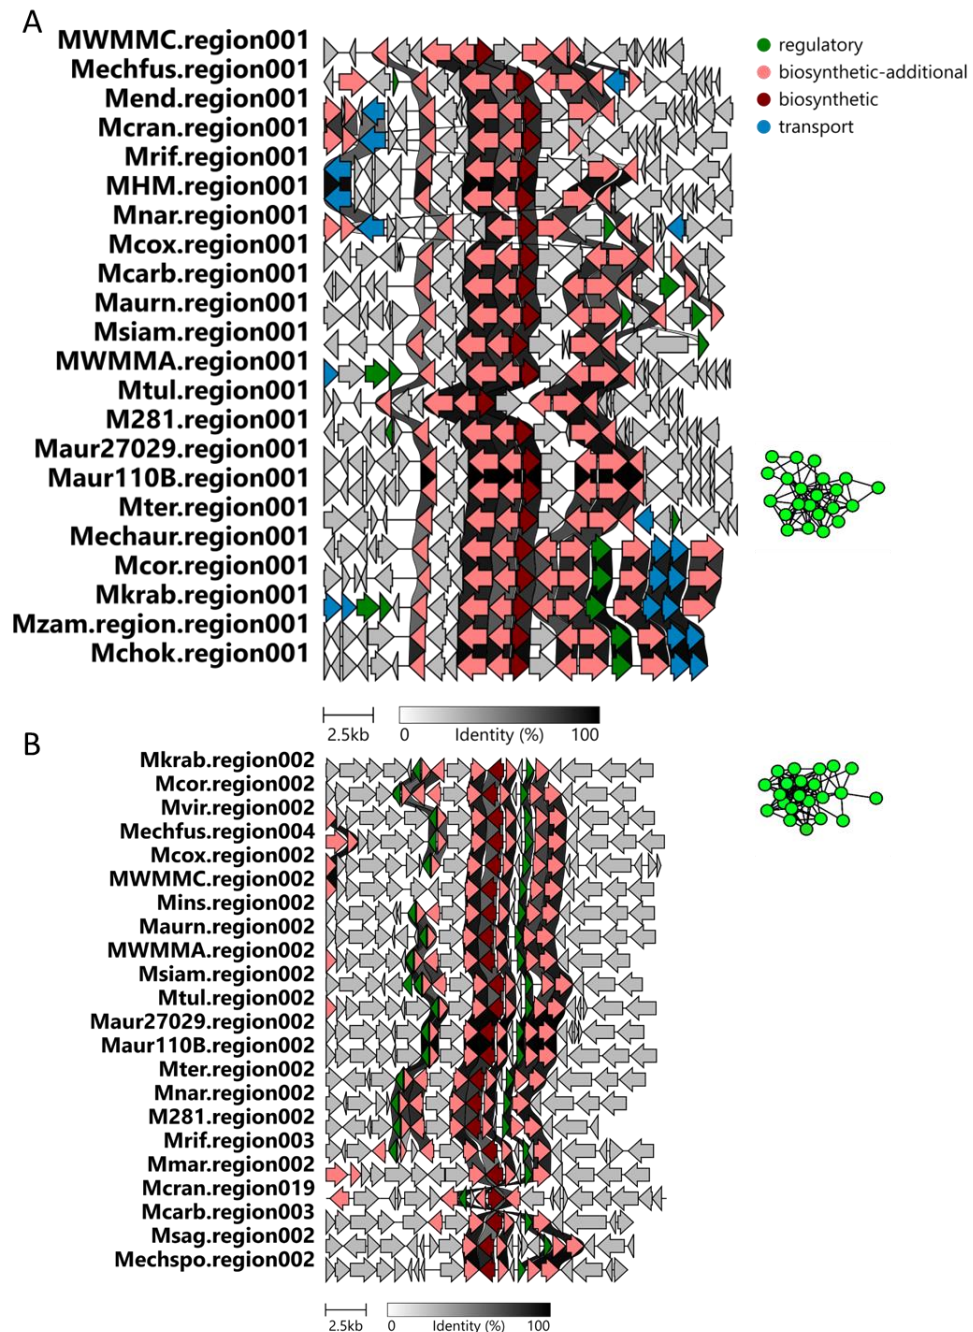 A
MWMMC.region001
Mechfus.region001
Mend.region001
Mcran.region001
Mrif.region001
MHM.region001
Mnar.region001
Mcox.region001
Mcarb.region001
Maurn.region001
Msiam.region001
MWMMA.region001
Mtul.region001
M281.region001
Maur27029.region001
Maur110B.region001
Mter.region001
Mechaur.region001
Mcor.region001
Mkrab.region001
Mzam.region.region001
Mchok.region001
regulatory
biosynthetic-additional
biosynthetic
transport
2.5kb
0 Identity (%) 100
B
Mkrab.region002
Mcor.region002
Mvir.region002
Mechfus.region004
Mcox.region002
MWMMC.region002
Mins.region002
Maurn.region002
MWMMA.region002
Msiam.region002
Mtul.region002
Maur27029.region002
Maur110B.region002
Mter.region002
Mnar.region002
M281.region002
Mrif.region003
Mmar.region002
Mcran.region019
Mcarb.region003
Msag.region002
Mechspo.region002
2.5kb
0 Identity (%) 100